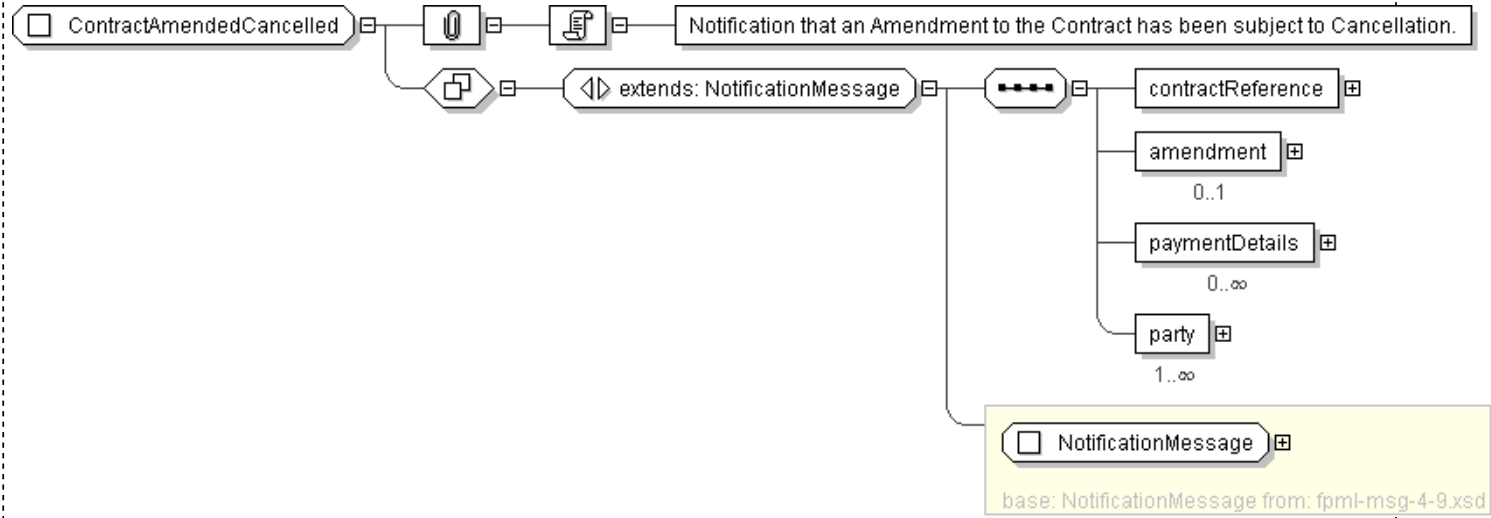 ContractAmendedCancelled
Notification that an Amendment to the Contract has been subject to Cancellation.
extends: NotificationMessage
contractReference
amendment
0..1
paymentDetails
0..∞
party
1..∞
NotificationMessage
base: NotificationMessage from: fpml-msg-4-9.xsd